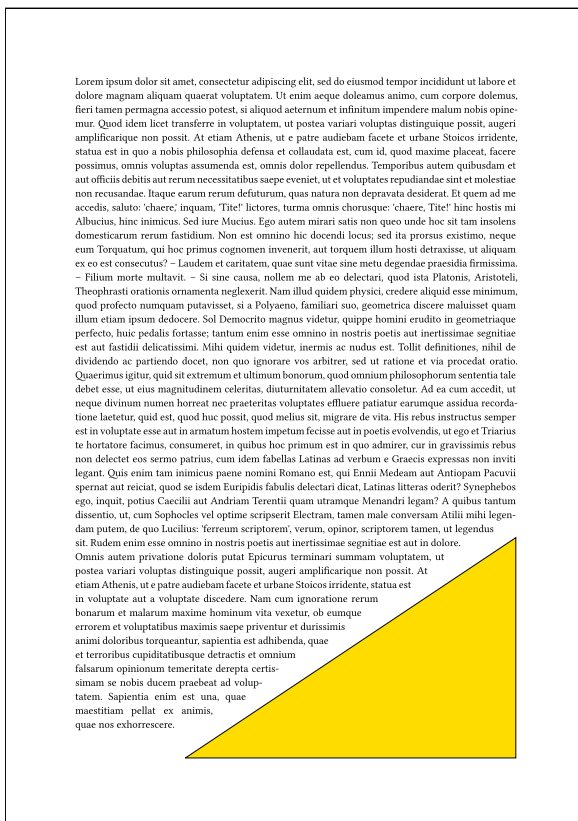 Lorem ipsum dolor sit amet, consectetur adipiscing elit, sed do eiusmod tempor incididunt ut labore et
dolore magnam aliquam quaerat voluptatem. Ut enim aeque doleamus animo, cum corpore dolemus,
fieri tamen permagna accessio potest, si aliquod aeternum et infinitum impendere malum nobis opine-
mur. Quod idem licet transferre in voluptatem, ut postea variari voluptas distinguique possit, augeri
amplificarique non possit. At etiam Athenis, ut e patre audiebam facete et urbane Stoicos irridente,
statua est in quo a nobis philosophia defensa et collaudata est, cum id, quod maxime placeat, facere
possimus, omnis voluptas assumenda est, omnis dolor repellendus. Temporibus autem quibusdam et
aut officiis debitis aut rerum necessitatibus saepe eveniet, ut et voluptates repudiandae sint et molestiae
non recusandae. Itaque earum rerum defuturum, quas natura non depravata desiderat. Et quem ad me
accedis, saluto: 'chaere,' inquam, 'Tite!' lictores, turma omnis chorusque: 'chaere, Tite!' hinc hostis mi
Albucius, hinc inimicus. Sed iure Mucius. Ego autem mirari satis non queo unde hoc sit tam insolens
domesticarum rerum fastidium. Non est omnino hic docendi locus; sed ita prorsus existimo, neque
eum Torquatum, qui hoc primus cognomen invenerit, aut torquem illum hosti detraxisse, ut aliquam
ex eo est consecutus? – Laudem et caritatem, quae sunt vitae sine metu degendae praesidia firmissima.
– Filium morte multavit. – Si sine causa, nollem me ab eo delectari, quod ista Platonis, Aristoteli,
Theophrasti orationis ornamenta neglexerit. Nam illud quidem physici, credere aliquid esse minimum,
quod profecto numquam putavisset, si a Polyaeno, familiari suo, geometrica discere maluisset quam
illum etiam ipsum dedocere. Sol Democrito magnus videtur, quippe homini erudito in geometriaque
perfecto, huic pedalis fortasse; tantum enim esse omnino in nostris poetis aut inertissimae segnitiae
est aut fastidii delicatissimi. Mihi quidem videtur, inermis ac nudus est. Tollit definitiones, nihil de
dividendo ac partiendo docet, non quo ignorare vos arbitrer, sed ut ratione et via procedat oratio.
Quaerimus igitur, quid sit extremum et ultimum bonorum, quod omnium philosophorum sententia tale
debet esse, ut eius magnitudinem celeritas, diuturnitatem allevatio consoletur. Ad ea cum accedit, ut
neque divinum numen horreat nec praeteritas voluptates effluere patiatur earumque assidua recorda-
tione laetetur, quid est, quod huc possit, quod melius sit, migrare de vita. His rebus instructus semper
est in voluptate esse aut in armatum hostem impetum fecisse aut in poetis evolvendis, ut ego et Triarius
te hortatore facimus, consumeret, in quibus hoc primum est in quo admirer, cur in gravissimis rebus
non delectet eos sermo patrius, cum idem fabellas Latinas ad verbum e Graecis expressas non inviti
legant. Quis enim tam inimicus paene nomini Romano est, qui Ennii Medeam aut Antiopam Pacuvii
spernat aut reiciat, quod se isdem Euripidis fabulis delectari dicat, Latinas litteras oderit? Synephebos
ego, inquit, potius Caecilii aut Andriam Terentii quam utramque Menandri legam? A quibus tantum
dissentio, ut, cum Sophocles vel optime scripserit Electram, tamen male conversam Atilii mihi legen-
dam putem, de quo Lucilius: 'ferreum scriptorem', verum, opinor, scriptorem tamen, ut legendus
sit. Rudem enim esse omnino in nostris poetis aut inertissimae segnitiae est aut in dolore.
Omnis autem privatione doloris putat Epicurus terminari summam voluptatem, ut
postea variari voluptas distinguique possit, augeri amplificarique non possit. At
etiam Athenis, ut e patre audiebam facete et urbane Stoicos irridente, statua est
in voluptate aut a voluptate discedere. Nam cum ignoratione rerum
bonarum et malarum maxime hominum vita vexetur, ob eumque
errorem et voluptatibus maximis saepe priventur et durissimis
animi doloribus torqueantur, sapientia est adhibenda, quae
et terroribus cupiditatibusque detractis et omnium
falsarum opinionum temeritate derepta certis-
simam se nobis ducem praebeat ad volup-
tatem. Sapientia enim est una, quae
maestitiam pellat ex animis,
quae nos exhorrescere.